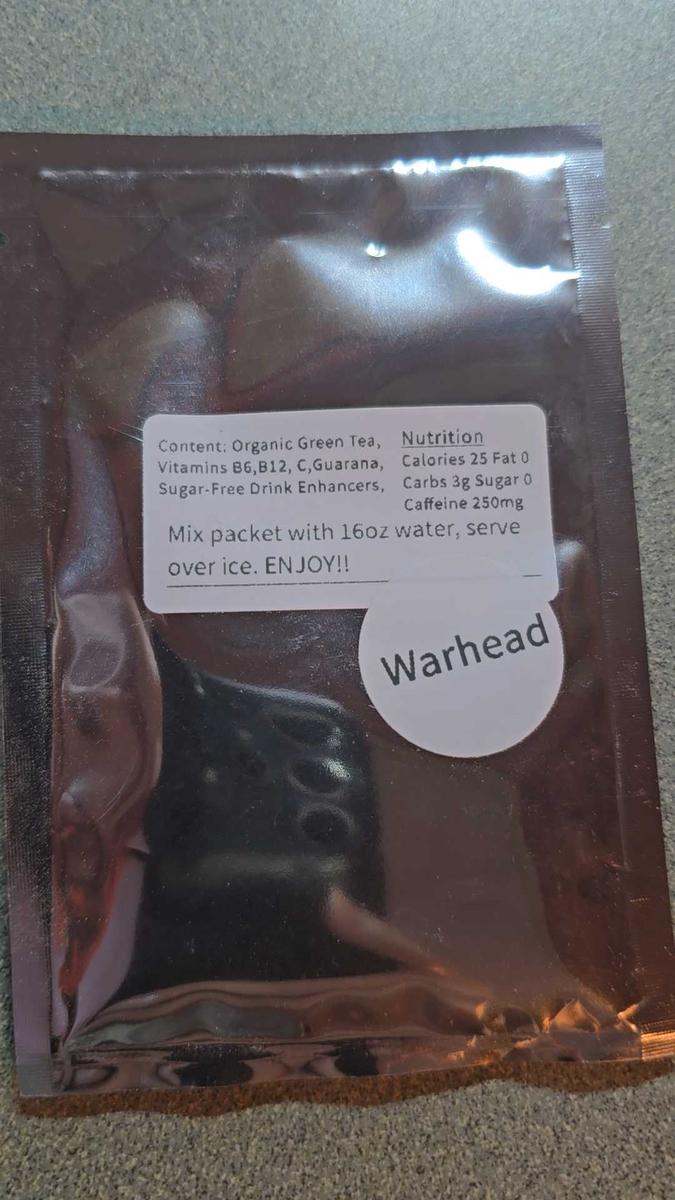 Content: Organic Green Tea,
Vitamins B6,B12, C,Guarana,
Sugar-Free Drink Enhancers,
Nutrition
Calories 25 Fat 0
Carbs 3g Sugar 0
Caffeine 250mg
Mix packet with 16oz water, serve
over ice. ENJOY!!
Warhead